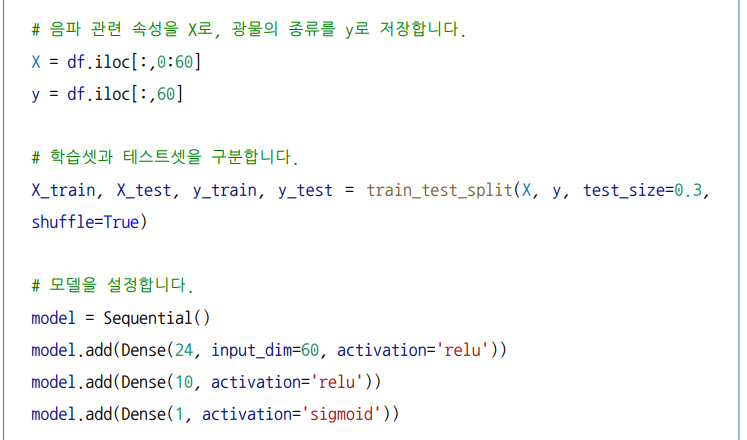 # 음파 관련 속성을 X로, 광물의 종류를 y로 저장합니다.
X = df.iloc[:,0:60]
y = df.iloc[:,60]
# 학습셋과 테스트셋을 구분합니다.
X_train, X_test, y_train, y_test = train_test_split(X, y, test_size=0.3,
shuffle=True)
# 모델을 설정합니다.
model = Sequential()
model.add(Dense(24, input_dim=60, activation='relu'))
model.add(Dense(10, activation='relu'))
model.add(Dense(1, activation='sigmoid'))